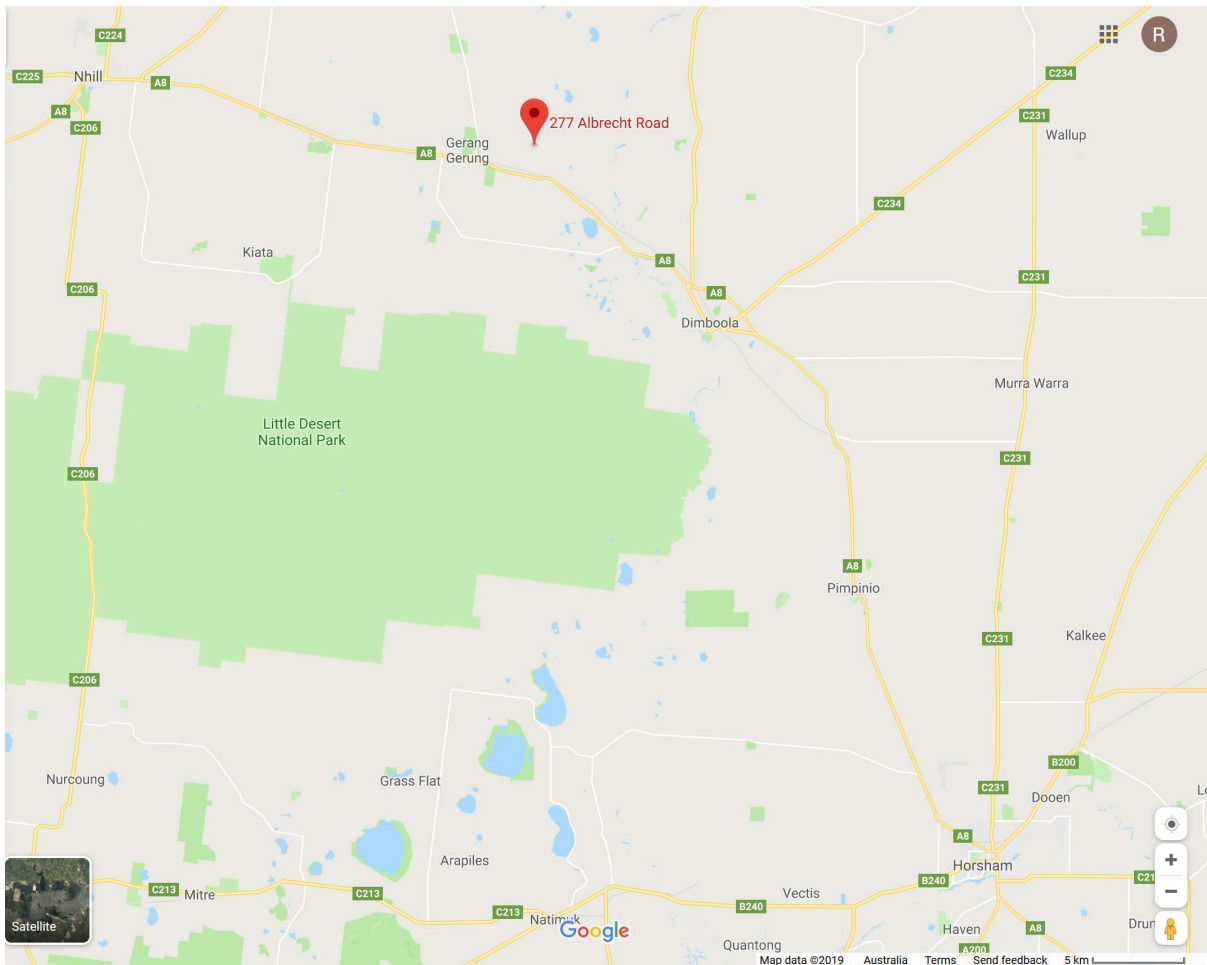 C224
R
C234
C225
Nhill
A8
A8
C206
277 Albrecht Road
C231
Wallup
Gerang
Gerung
A8
C234
Kiata
A8
C206
A8
C231
Dimboola
Murra Warra
Little Desert
National Park
C206
C231
A8
Pimpinio
C231
Kalkee
C206
B200
Nurcoung
Grass Flat
C231
Dooen
Lo
A8
Arapiles
Horsham
C213
Mitre
C213
B240
C21
Vectis
C213
Natimuk
B240
Satellite
Google
Haven
A8
Drun
Quantong
A200
Map data ©2019 Australia Terms Send feedback 5 km